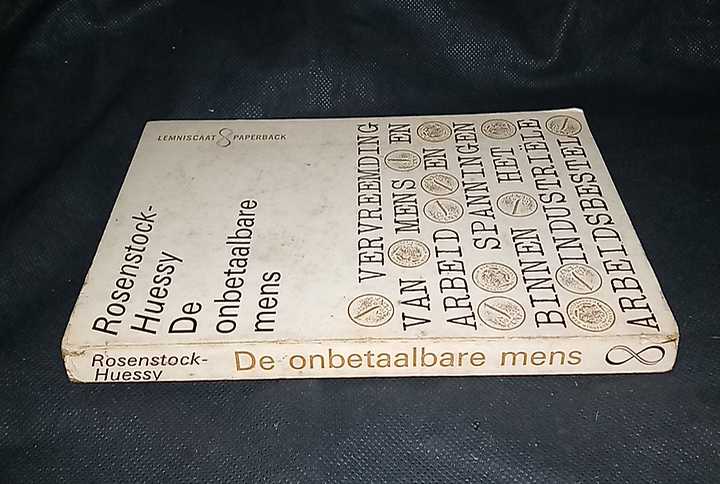 LEMNISCAAT PAPERBACK
Rosenstock-
Huessy
De
onbetaalbare
mens
VERVREEMDING
VAN MENS EN
ARBEID EN
SPANNINGEN
BINNEN HET
INDUSTRIËLE
ARBEIDSBESTEL
Rosenstock-
Huessy
De onbetaalbare mens